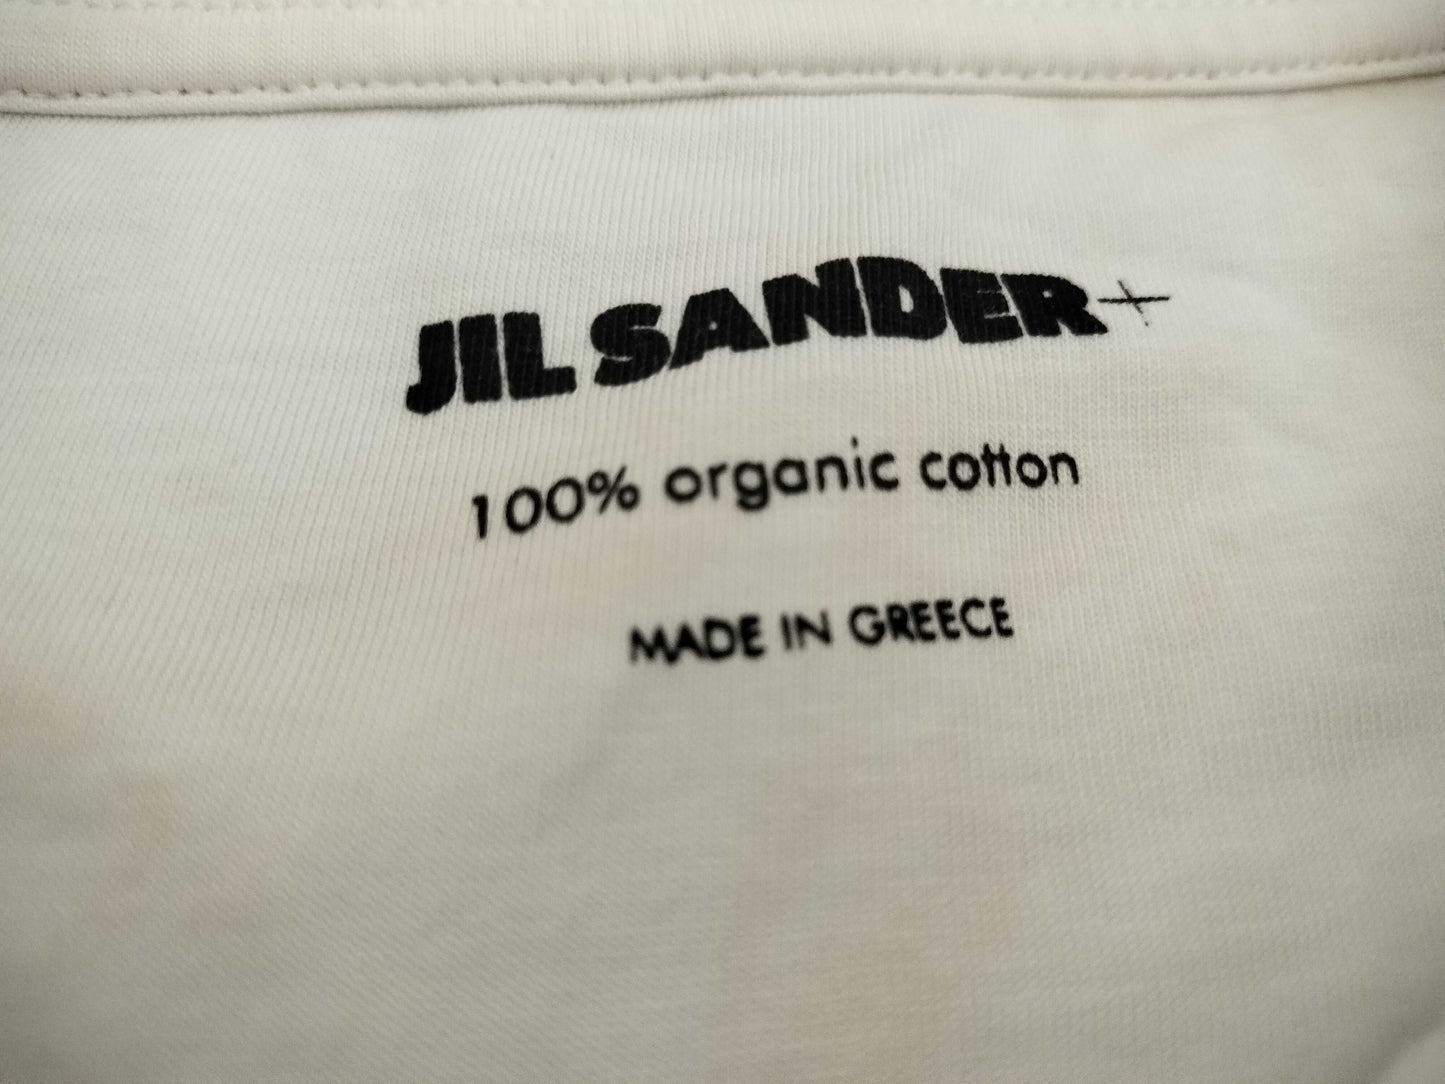 JIL SANDER+
100% organic cotton
MADE IN GREECE